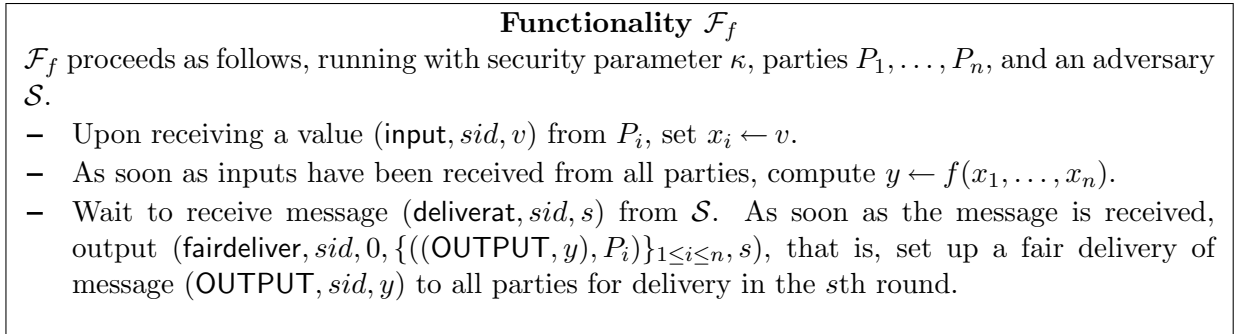 Functionality $\mathcal{F}_f$
$\mathcal{F}_f$ proceeds as follows, running with security parameter $\kappa$, parties $P_1, \ldots, P_n$, and an adversary
$\mathcal{S}$.
– Upon receiving a value (input, $sid$, $v$) from $P_i$, set $x_i \leftarrow v$.
– As soon as inputs have been received from all parties, compute $y \leftarrow f(x_1, \ldots, x_n)$.
– Wait to receive message (deliverat, $sid$, $s$) from $\mathcal{S}$. As soon as the message is received,
output (fairdeliver, $sid$, 0, $\{((\text{OUTPUT}, y), P_i)\}_{1 \leq i \leq n}$, $s$), that is, set up a fair delivery of
message (OUTPUT, $sid$, $y$) to all parties for delivery in the $s$th round.